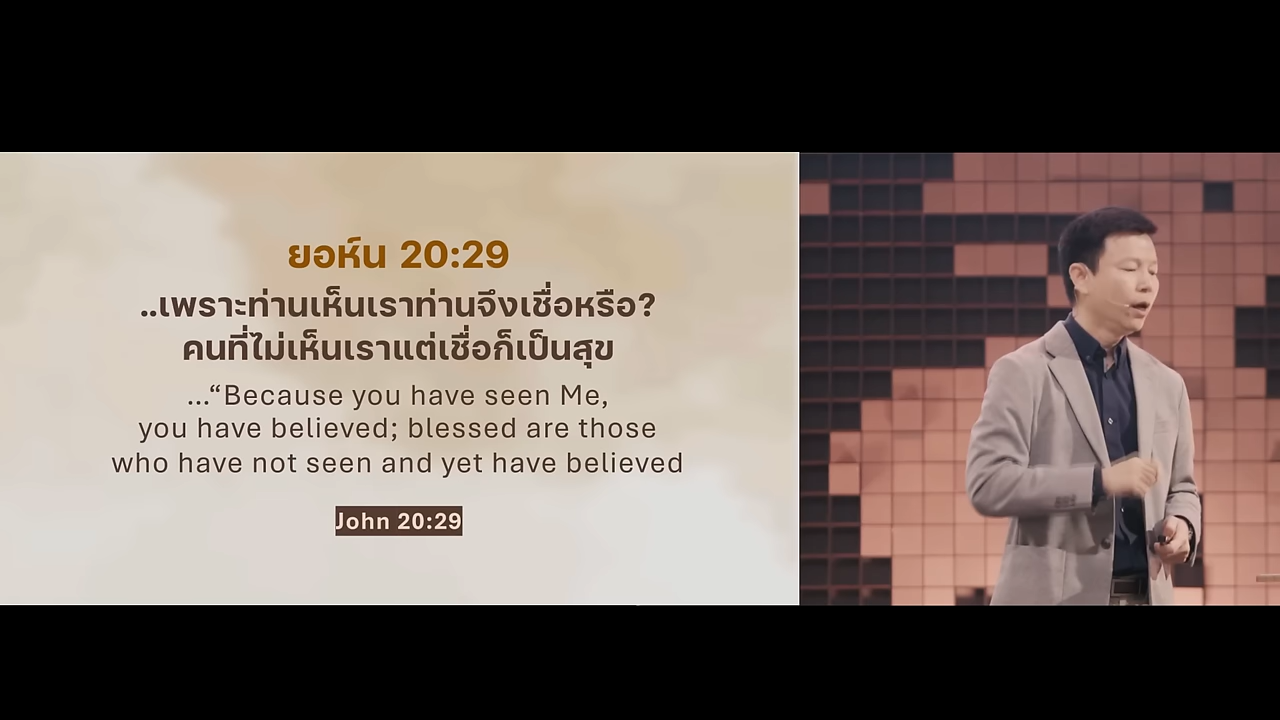 ยอห์น 20:29
..เพราะท่านเห็นเราท่านจึงเชื่อหรือ?
คนที่ไม่เห็นเราแต่เชื่อก็เป็นสุข
...“Because you have seen Me,
you have believed; blessed are those
who have not seen and yet have believed
John 20:29